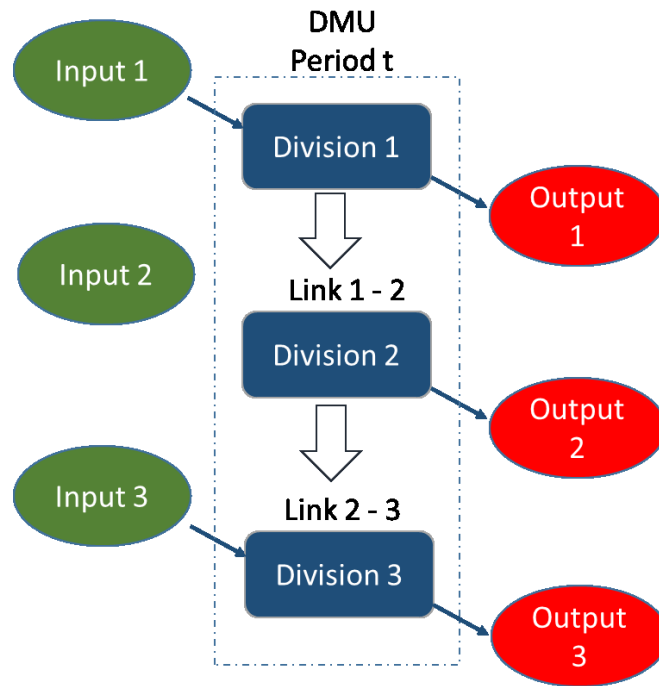 DMU
Period t
Input 1
Division 1
Output
1
Input 2
Link 1 - 2
Division 2
Output
2
Input 3
Link 2 - 3
Division 3
Output
3